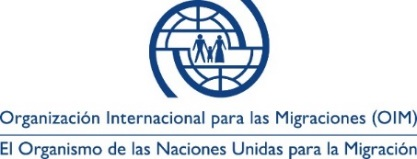 Organización Internacional para las Migraciones (OIM)
El Organismo de las Naciones Unidas para la Migración